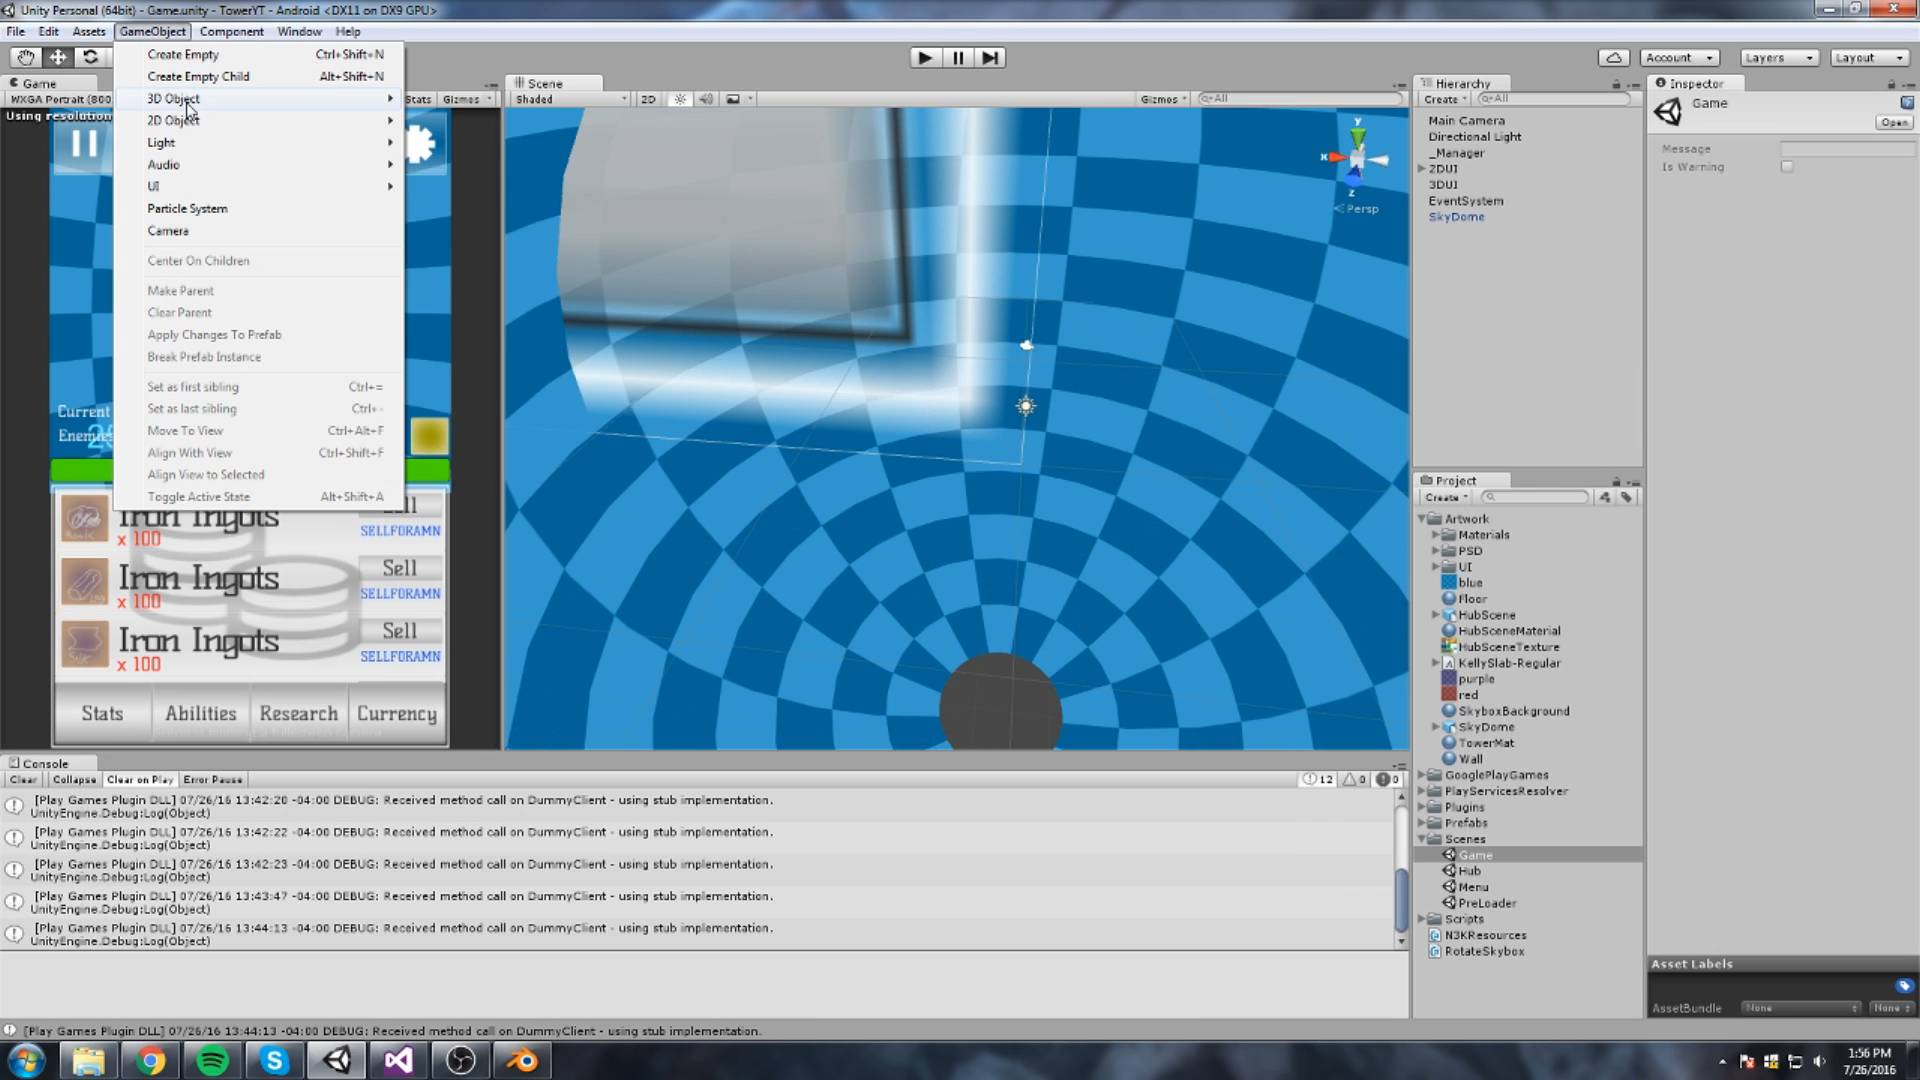 Unity Personal (64bit) - Game.unity - TowerYT - Android <DX11 on DX9 GPU>
File Edit Assets GameObject Component Window Help
Account Layers Layout
Game
WXGA Portrait (800 Stats Gizmos
Using resolution
Create Empty Ctrl+Shift+N
Create Empty Child Alt+Shift+N
3D Object
2D Object
Light
Audio
UI
Particle System
Camera
Center On Children
Make Parent
Clear Parent
Apply Changes To Prefab
Break Prefab Instance
Set as first sibling Ctrl+=
Set as last sibling Ctrl+-
Move To View Ctrl+Alt+F
Align With View Ctrl+Shift+F
Align View to Selected
Toggle Active State Alt+Shift+A
Current
Enemies
Iron Ingots
x 100
SELLFORAMN
Iron Ingots
x 100
Sell
SELLFORAMN
Iron Ingots
x 100
Sell
SELLFORAMN
Stats Abilities Research Currency
Scene
Shaded 2D Gizmos All
y
x
z
Persp
Hierarchy
Create All
Main Camera
Directional Light
_Manager
2DUI
3DUI
EventSystem
SkyDome
Project
Create
Artwork
Materials
PSD
UI
blue
Floor
HubScene
HubSceneMaterial
HubSceneTexture
KellySlab-Regular
purple
red
SkyboxBackground
SkyDome
TowerMat
Wall
GooglePlayGames
PlayServicesResolver
Plugins
Prefabs
Scenes
Game
Hub
Menu
PreLoader
Scripts
N3KResources
RotateSkybox
Inspector
Game
Open
Message
Is Warning
Asset Labels
AssetBundle None None
Console
Clear Collapse Clear on Play Error Pause 12 0 0
[Play Games Plugin DLL] 07/26/16 13:42:20 -04:00 DEBUG: Received method call on DummyClient - using stub implementation.
UnityEngine.Debug:Log(Object)
[Play Games Plugin DLL] 07/26/16 13:42:22 -04:00 DEBUG: Received method call on DummyClient - using stub implementation.
UnityEngine.Debug:Log(Object)
[Play Games Plugin DLL] 07/26/16 13:42:23 -04:00 DEBUG: Received method call on DummyClient - using stub implementation.
UnityEngine.Debug:Log(Object)
[Play Games Plugin DLL] 07/26/16 13:43:47 -04:00 DEBUG: Received method call on DummyClient - using stub implementation.
UnityEngine.Debug:Log(Object)
[Play Games Plugin DLL] 07/26/16 13:44:13 -04:00 DEBUG: Received method call on DummyClient - using stub implementation.
UnityEngine.Debug:Log(Object)
[Play Games Plugin DLL] 07/26/16 13:44:13 -04:00 DEBUG: Received method call on DummyClient - using stub implementation.
1:56 PM
7/26/2016